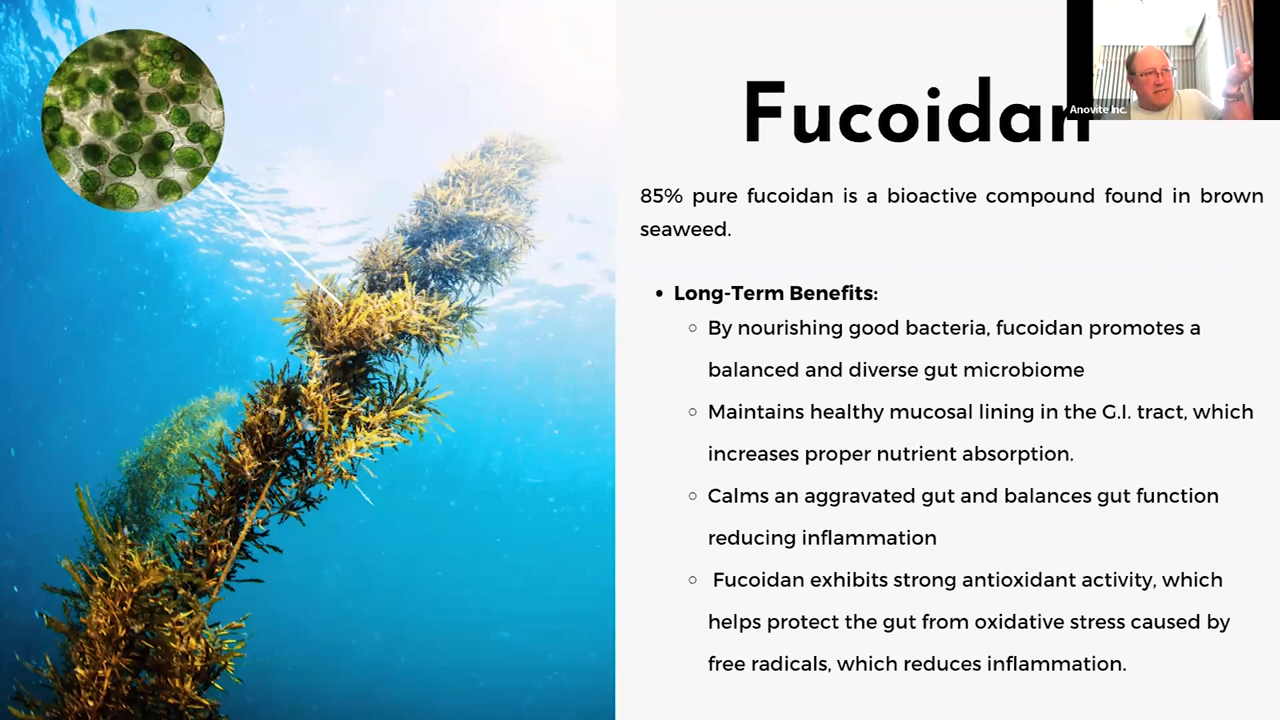 Fucoidan
Anovite Inc.
85% pure fucoidan is a bioactive compound found in brown
seaweed.
• Long-Term Benefits:
○ By nourishing good bacteria, fucoidan promotes a
balanced and diverse gut microbiome
○ Maintains healthy mucosal lining in the G.I. tract, which
increases proper nutrient absorption.
○ Calms an aggravated gut and balances gut function
reducing inflammation
○ Fucoidan exhibits strong antioxidant activity, which
helps protect the gut from oxidative stress caused by
free radicals, which reduces inflammation.